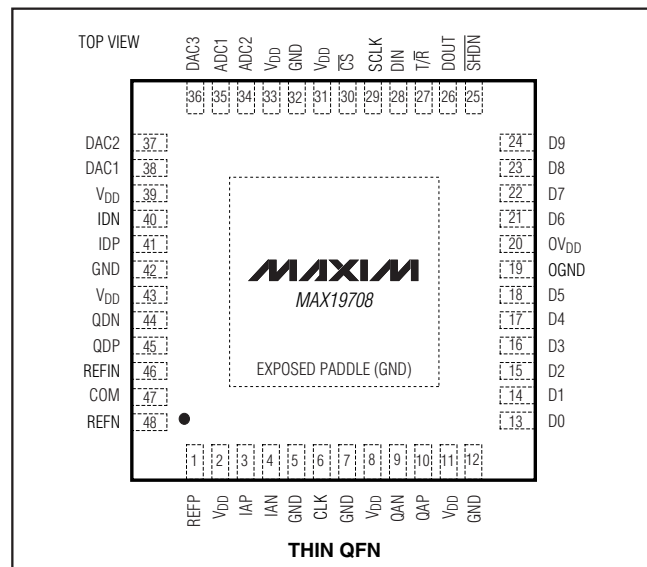 TOP VIEW
DAC3 ADC1 ADC2 VDD GND VDD C̅S̅ SCLK DIN T/R̅ DOUT S̅H̅D̅N̅
36 35 34 33 32 31 30 29 28 27 26 25
DAC2 37
DAC1 38
VDD 39
IDN 40
IDP 41
GND 42
VDD 43
QDN 44
QDP 45
REFIN 46
COM 47
REFN 48
MAXIM
MAX19708
EXPOSED PADDLE (GND)
24 D9
23 D8
22 D7
21 D6
20 OVDD
19 OGND
18 D5
17 D4
16 D3
15 D2
14 D1
13 D0
1 2 3 4 5 6 7 8 9 10 11 12
REFP VDD IAP IAN GND CLK GND VDD QAN QAP VDD GND
THIN QFN